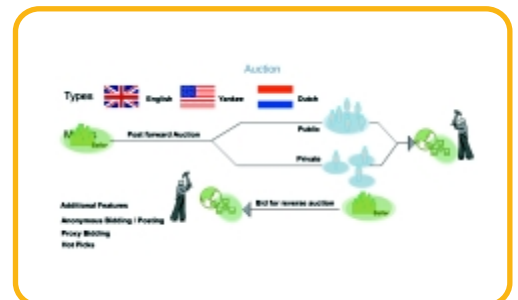 Auction
Types English Yankee Dutch
Public
Post forward Auction
Seller
Private
Bid for reverse auction
Seller
Additional Features
Anonymous Bidding / Posting
Proxy Bidding
Hot Picks